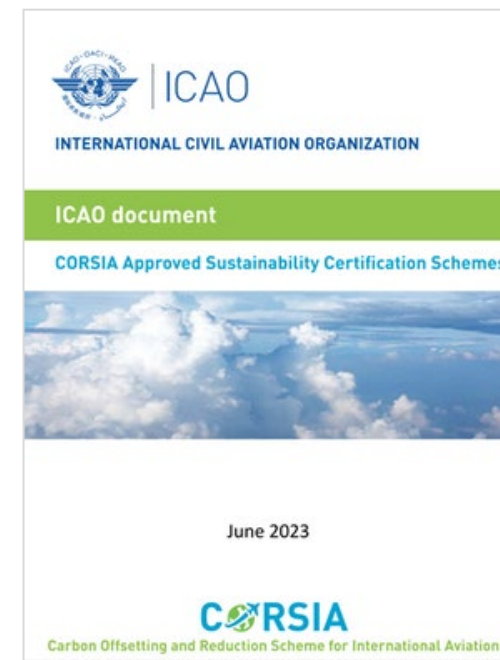 ICAO
INTERNATIONAL CIVIL AVIATION ORGANIZATION
ICAO document
CORSIA Approved Sustainability Certification Schemes
June 2023
CORSIA
Carbon Offsetting and Reduction Scheme for International Aviation